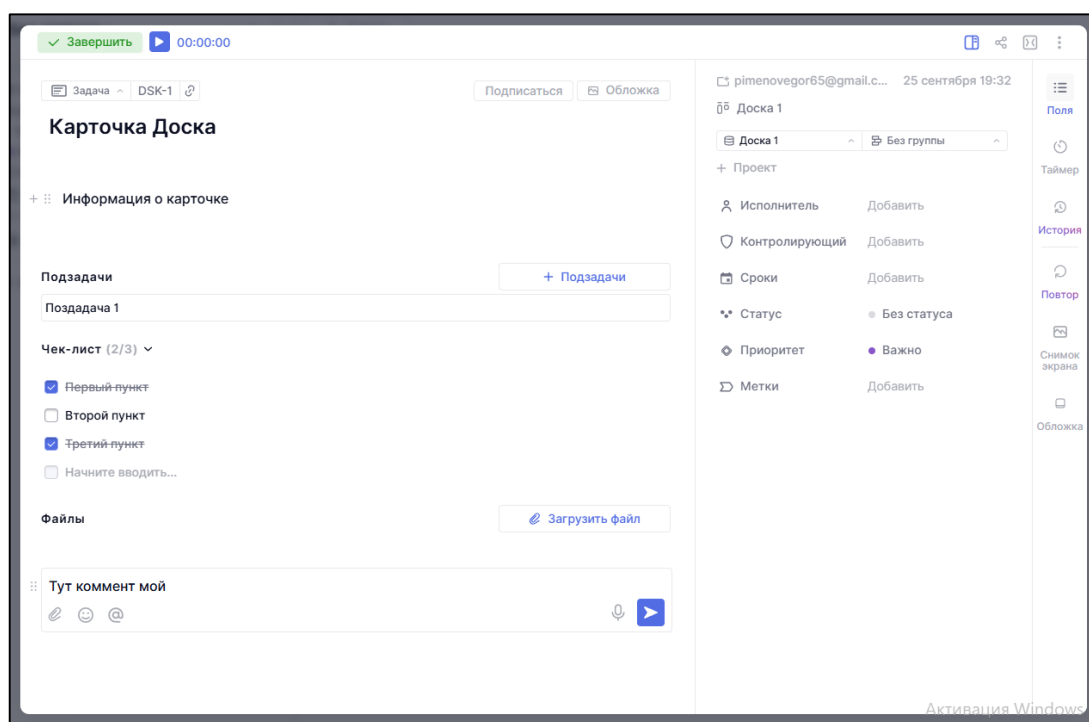 Завершить 00:00:00
Задача DSK-1
Подписаться Обложка
Карточка Доска
Информация о карточке
Подзадачи
+ Подзадачи
Поздадача 1
Чек-лист (2/3)
Первый пункт
Второй пункт
Третий пункт
Начните вводить...
Файлы
Загрузить файл
Тут коммент мой
pimenovegor65@gmail.c... 25 сентября 19:32
Доска 1
Доска 1 Без группы
+ Проект
Исполнитель Добавить
Контролирующий Добавить
Сроки Добавить
Статус Без статуса
Приоритет Важно
Метки Добавить
Поля
Таймер
История
Повтор
Снимок
экрана
Обложка
Активация Windows